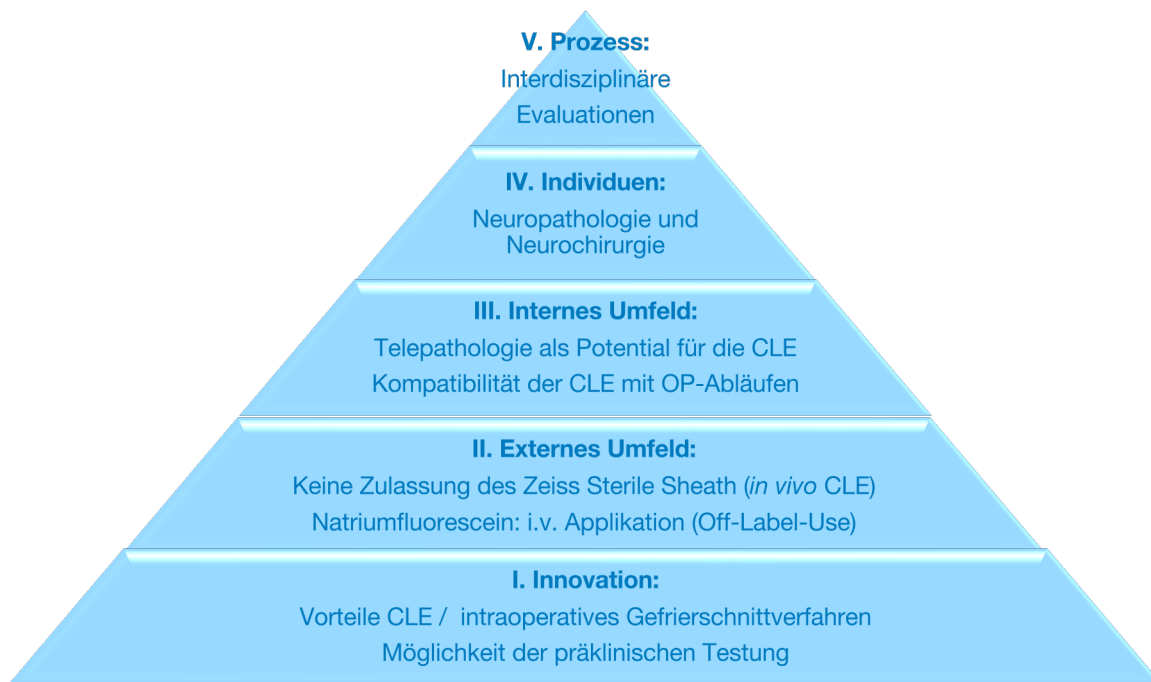 V. Prozess:
Interdisziplinäre
Evaluationen
IV. Individuen:
Neuropathologie und
Neurochirurgie
III. Internes Umfeld:
Telepathologie als Potential für die CLE
Kompatibilität der CLE mit OP-Abläufen
II. Externes Umfeld:
Keine Zulassung des Zeiss Sterile Sheath (in vivo CLE)
Natriumfluorescein: i.v. Applikation (Off-Label-Use)
I. Innovation:
Vorteile CLE / intraoperatives Gefrierschnittverfahren
Möglichkeit der präklinischen Testung